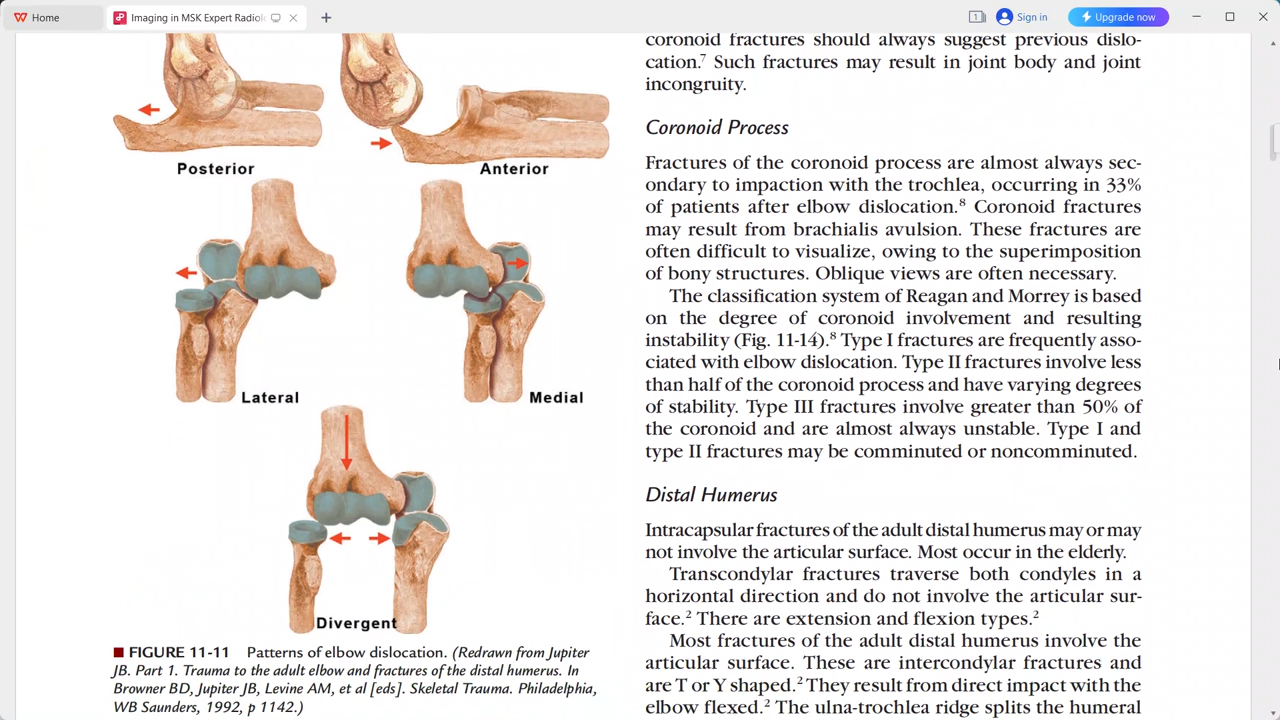 Home
Imaging in MSK Expert Radiol
1
Sign in
Upgrade now
Posterior
Anterior
Lateral
Medial
Divergent
■ FIGURE 11-11 Patterns of elbow dislocation. (Redrawn from Jupiter
JB. Part 1. Trauma to the adult elbow and fractures of the distal humerus. In
Browner BD, Jupiter JB, Levine AM, et al [eds]. Skeletal Trauma. Philadelphia,
WB Saunders, 1992, p 1142.)
coronoid fractures should always suggest previous dislo-
cation.7 Such fractures may result in joint body and joint
incongruity.
Coronoid Process
Fractures of the coronoid process are almost always sec-
ondary to impaction with the trochlea, occurring in 33%
of patients after elbow dislocation.8 Coronoid fractures
may result from brachialis avulsion. These fractures are
often difficult to visualize, owing to the superimposition
of bony structures. Oblique views are often necessary.
The classification system of Reagan and Morrey is based
on the degree of coronoid involvement and resulting
instability (Fig. 11-14).8 Type I fractures are frequently asso-
ciated with elbow dislocation. Type II fractures involve less
than half of the coronoid process and have varying degrees
of stability. Type III fractures involve greater than 50% of
the coronoid and are almost always unstable. Type I and
type II fractures may be comminuted or noncomminuted.
Distal Humerus
Intracapsular fractures of the adult distal humerus may or may
not involve the articular surface. Most occur in the elderly.
Transcondylar fractures traverse both condyles in a
horizontal direction and do not involve the articular sur-
face.2 There are extension and flexion types.2
Most fractures of the adult distal humerus involve the
articular surface. These are intercondylar fractures and
are T or Y shaped.2 They result from direct impact with the
elbow flexed.2 The ulna-trochlea ridge splits the humeral